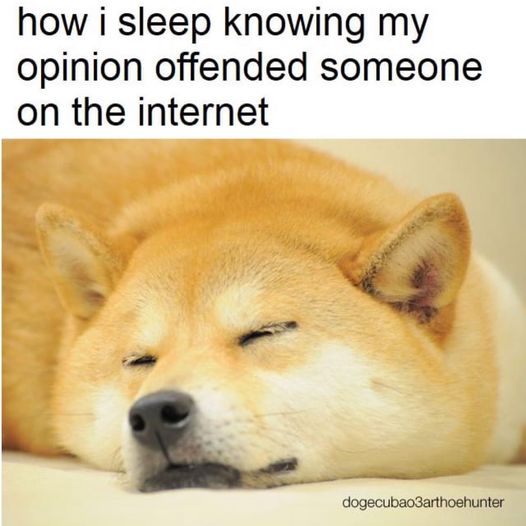 how i sleep knowing my
opinion offended someone
on the internet
dogecubao3arthoehunter